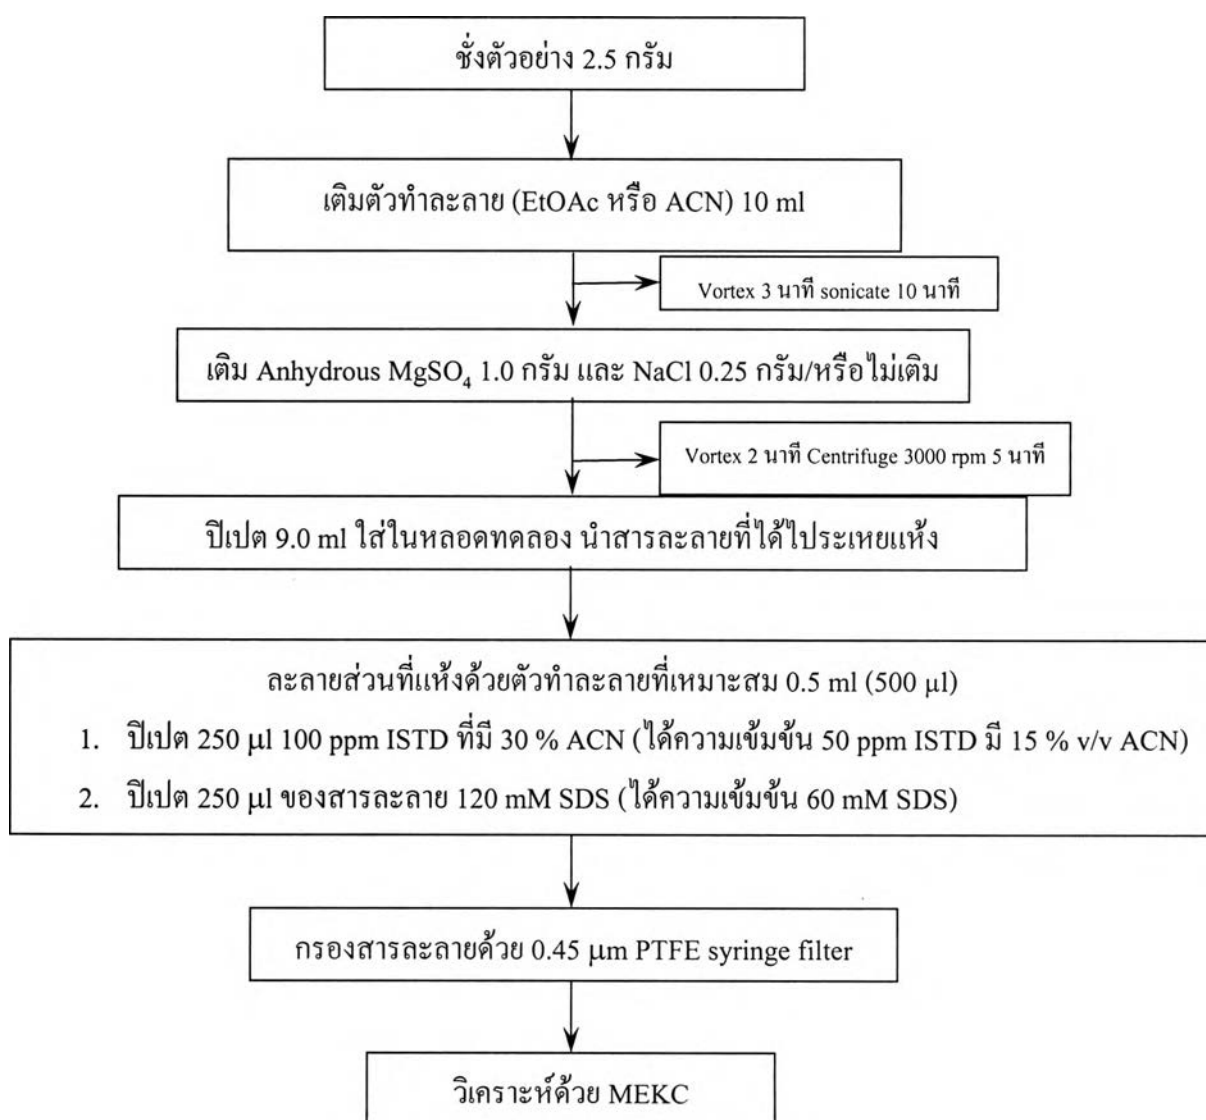 ชั่งตัวอย่าง 2.5 กรัม
เติมตัวทำละลาย (EtOAc หรือ ACN) 10 ml
Vortex 3 นาที sonicate 10 นาที
เติม Anhydrous MgSO₄ 1.0 กรัม และ NaCl 0.25 กรัม/หรือไม่เติม
Vortex 2 นาที Centrifuge 3000 rpm 5 นาที
ปิเปต 9.0 ml ใส่ในหลอดทดลอง นำสารละลายที่ได้ไประเหยแห้ง
ละลายส่วนที่แห้งด้วยตัวทำละลายที่เหมาะสม 0.5 ml (500 μl)
1. ปิเปต 250 μl 100 ppm ISTD ที่มี 30 % ACN (ได้ความเข้มข้น 50 ppm ISTD มี 15 % v/v ACN)
2. ปิเปต 250 μl ของสารละลาย 120 mM SDS (ได้ความเข้มข้น 60 mM SDS)
กรองสารละลายด้วย 0.45 μm PTFE syringe filter
วิเคราะห์ด้วย MEKC